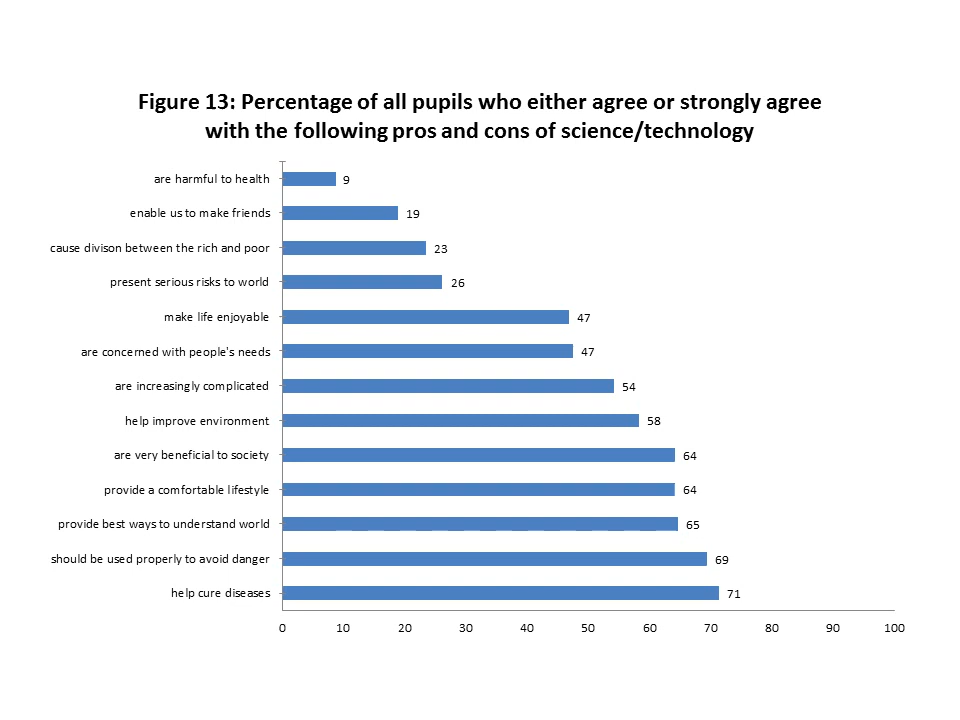 Figure 13: Percentage of all pupils who either agree or strongly agree
with the following pros and cons of science/technology
are harmful to health 9
enable us to make friends 19
cause divison between the rich and poor 23
present serious risks to world 26
make life enjoyable 47
are concerned with people's needs 47
are increasingly complicated 54
help improve environment 58
are very beneficial to society 64
provide a comfortable lifestyle 64
provide best ways to understand world 65
should be used properly to avoid danger 69
help cure diseases 71
0 10 20 30 40 50 60 70 80 90 100